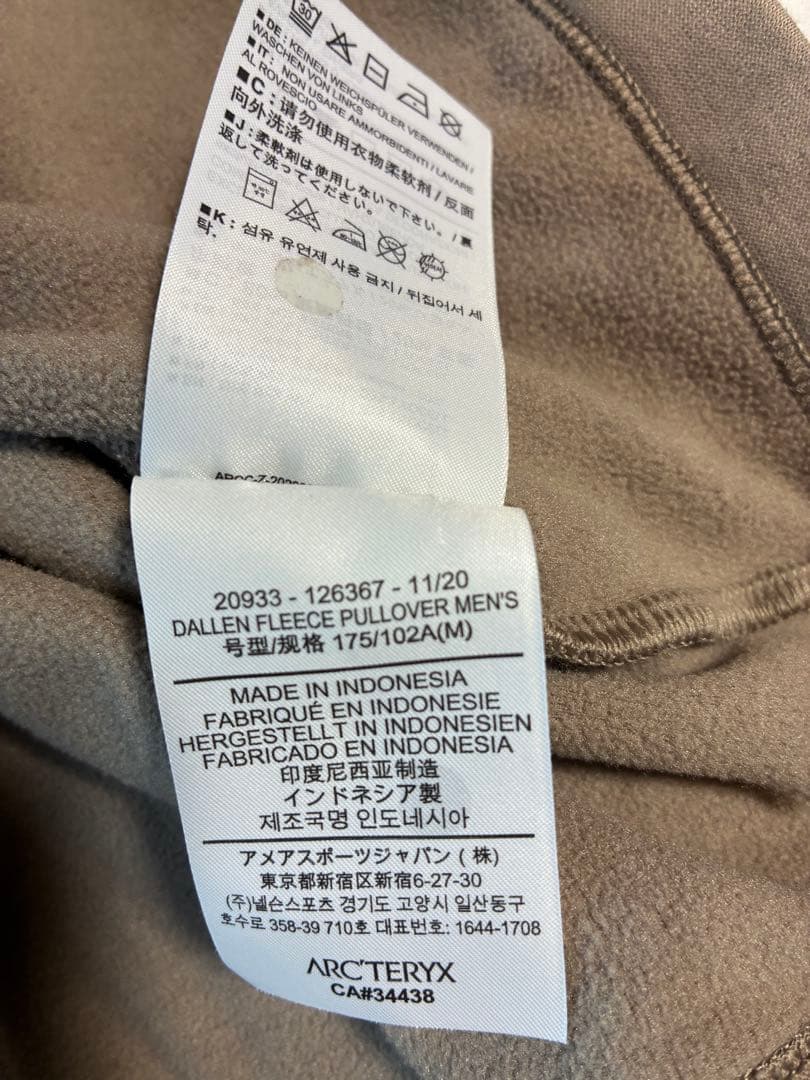 30
■DE: KEINEN WEICHSPÜLER VERWENDEN /
WASCHEN VON LINKS
■IT: NON USARE AMMORBIDENTI / LAVARE
AL ROVESCIO
■C: 请勿使用衣物柔软剂 / 反面
向外洗涤
■J: 柔軟剤は使用しないで下さい。/ 裏
返して洗ってください。
■K: 섬유 유연제 사용 금지 / 뒤집어서 세
탁.
20933 - 126367 - 11/20
DALLEN FLEECE PULLOVER MEN'S
号型/规格 175/102A(M)
MADE IN INDONESIA
FABRIQUÉ EN INDONESIE
HERGESTELLT IN INDONESIEN
FABRICADO EN INDONESIA
印度尼西亚制造
インドネシア製
제조국명 인도네시아
アメアスポーツジャパン ( 株)
東京都新宿区新宿6-27-30
(주)넬슨스포츠 경기도 고양시 일산동구
호수로 358-39 710호 대표번호: 1644-1708
ARC'TERYX
CA#34438